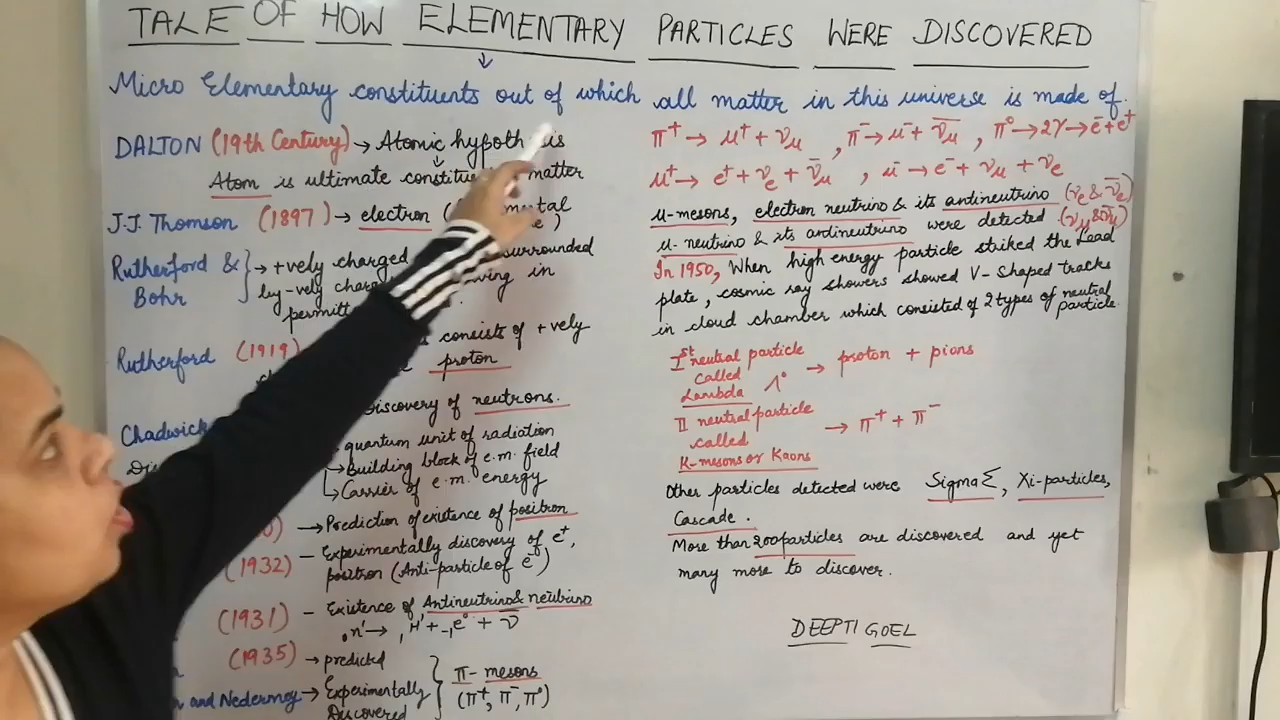 TALE OF HOW ELEMENTARY PARTICLES WERE DISCOVERED
↓
Micro Elementary constituents out of which all matter in this universe is made of.
DALTON (19th Century) → Atomic hypoth is
↓
Atom is ultimate matter
J.J. Thomson (1897) → electron (
e⁻)
Rutherford & Bohr
→ +vely charged surrounded
by -vely in
Rutherford (1919)
consists of +vely
proton
Chadwick
Discovery of neutrons.
quantum unit of radiation
→ Building block of e.m. field
→ Carrier of e.m. energy
→ Prediction of existence of positron
(1932) – Experimentally discovery of e⁺,
position (Anti-particle of e⁻)
(1931) – Existence of Antineutrino & neutrino
₀n¹ → ₁H¹ + ₋₁e⁰ + ν̄
(1935) → predicted
and Nedermey → Experimentally
Discovered
π- mesons
(π⁺, π⁻, π⁰)
π⁺ → μ⁺ + νμ , π⁻ → μ⁻ + ν̄μ , π⁰ → 2γ → e⁻ + e⁺
μ⁺ → e⁺ + νe + ν̄μ , μ⁻ → e⁻ + νμ + νe
μ-mesons, electron neutrino & its antineutrino (νe & ν̄e)
μ-neutrino & its antineutrino were detected
In 1950, When high energy particle striked the Lead
plate, cosmic ray showers showed V-Shaped tracks
in cloud chamber which consisted of 2 types of neutral
particle.
Ist neutral particle
called
Lambda Λ⁰ → proton + pions
II neutral particle
called → π⁺ + π⁻
K-mesons or Kaons
Other particles detected were Sigma Σ, Xi-particles,
Cascade.
More than 200 particles are discovered and yet
many more to discover.
DEEPTI GOEL